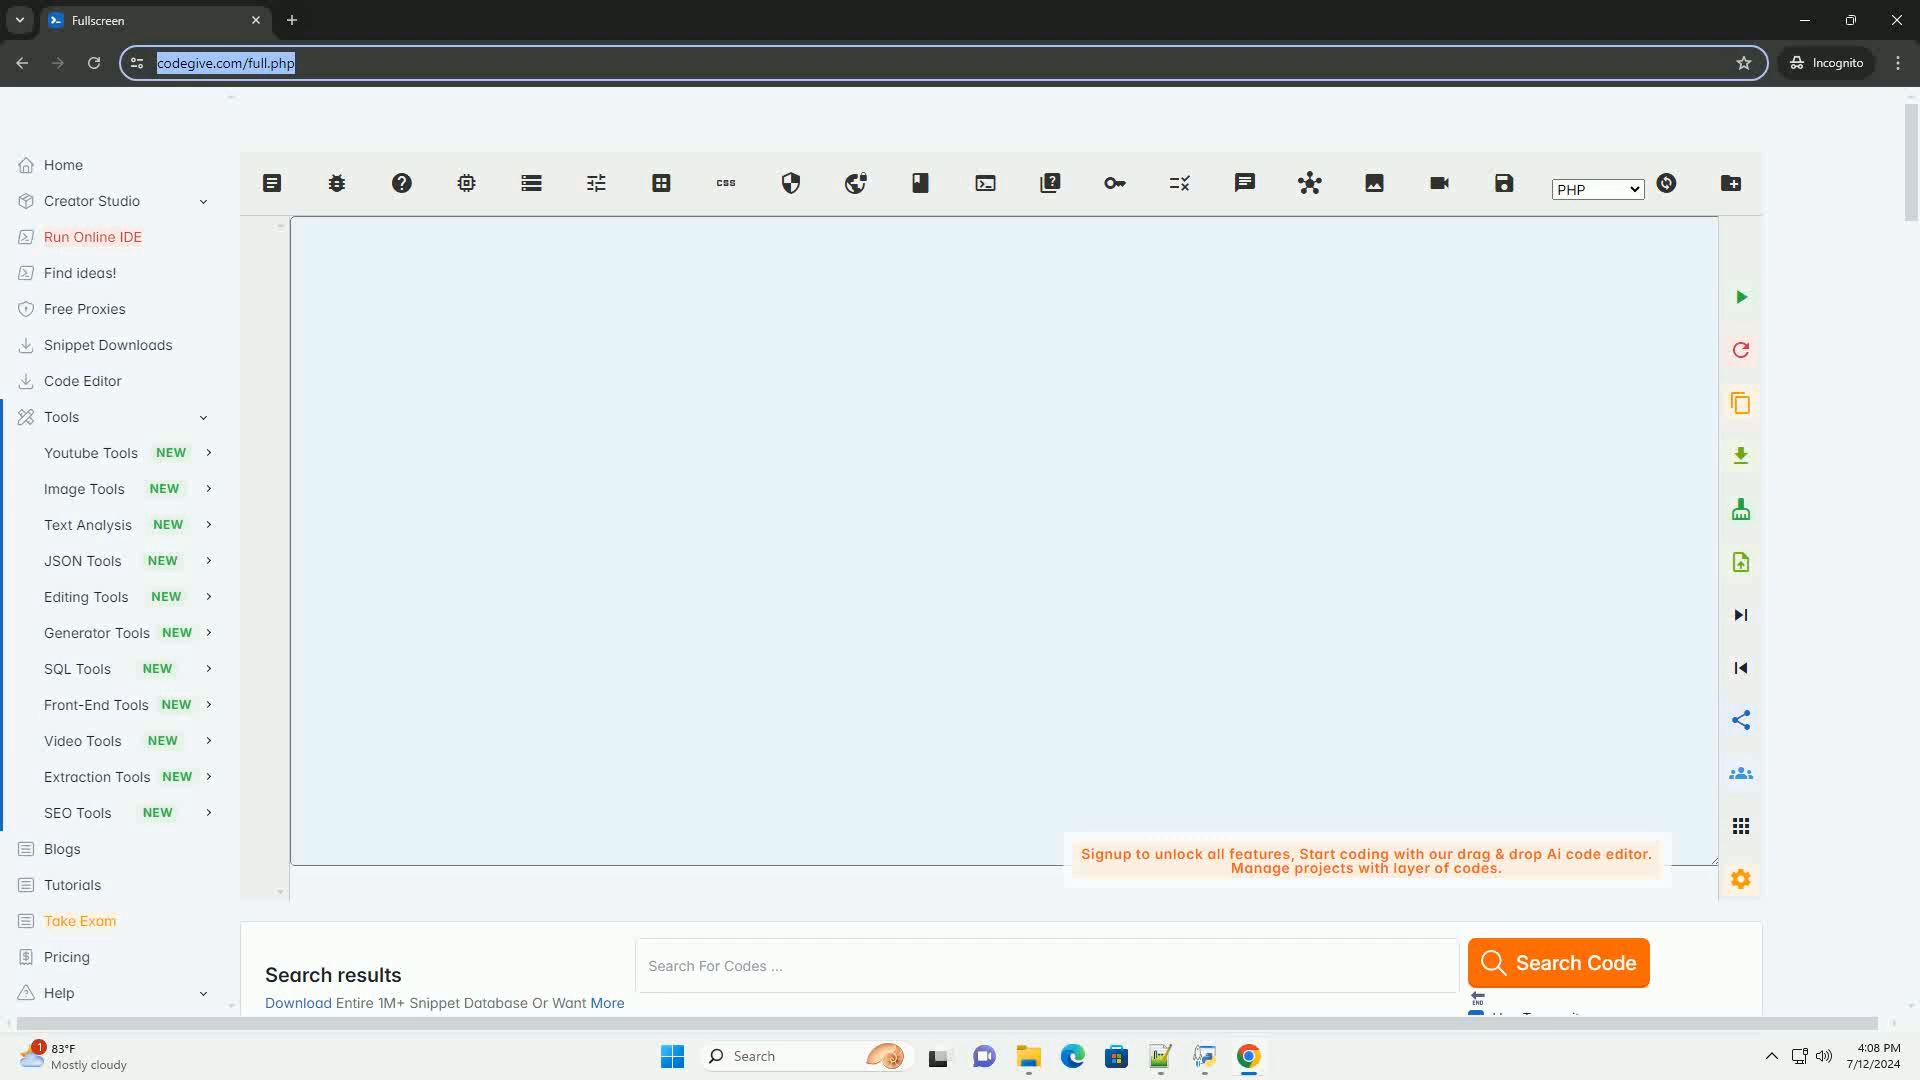 Fullscreen
codegive.com/full.php
Incognito
Home
Creator Studio
Run Online IDE
Find ideas!
Free Proxies
Snippet Downloads
Code Editor
Tools
Youtube Tools NEW
Image Tools NEW
Text Analysis NEW
JSON Tools NEW
Editing Tools NEW
Generator Tools NEW
SQL Tools NEW
Front-End Tools NEW
Video Tools NEW
Extraction Tools NEW
SEO Tools NEW
Blogs
Tutorials
Take Exam
Pricing
Help
CSS
PHP
Signup to unlock all features, Start coding with our drag & drop Ai code editor.
Manage projects with layer of codes.
Search results
Download Entire 1M+ Snippet Database Or Want More
Search For Codes ...
Search Code
END
1
83°F
Mostly cloudy
Search
4:08 PM
7/12/2024